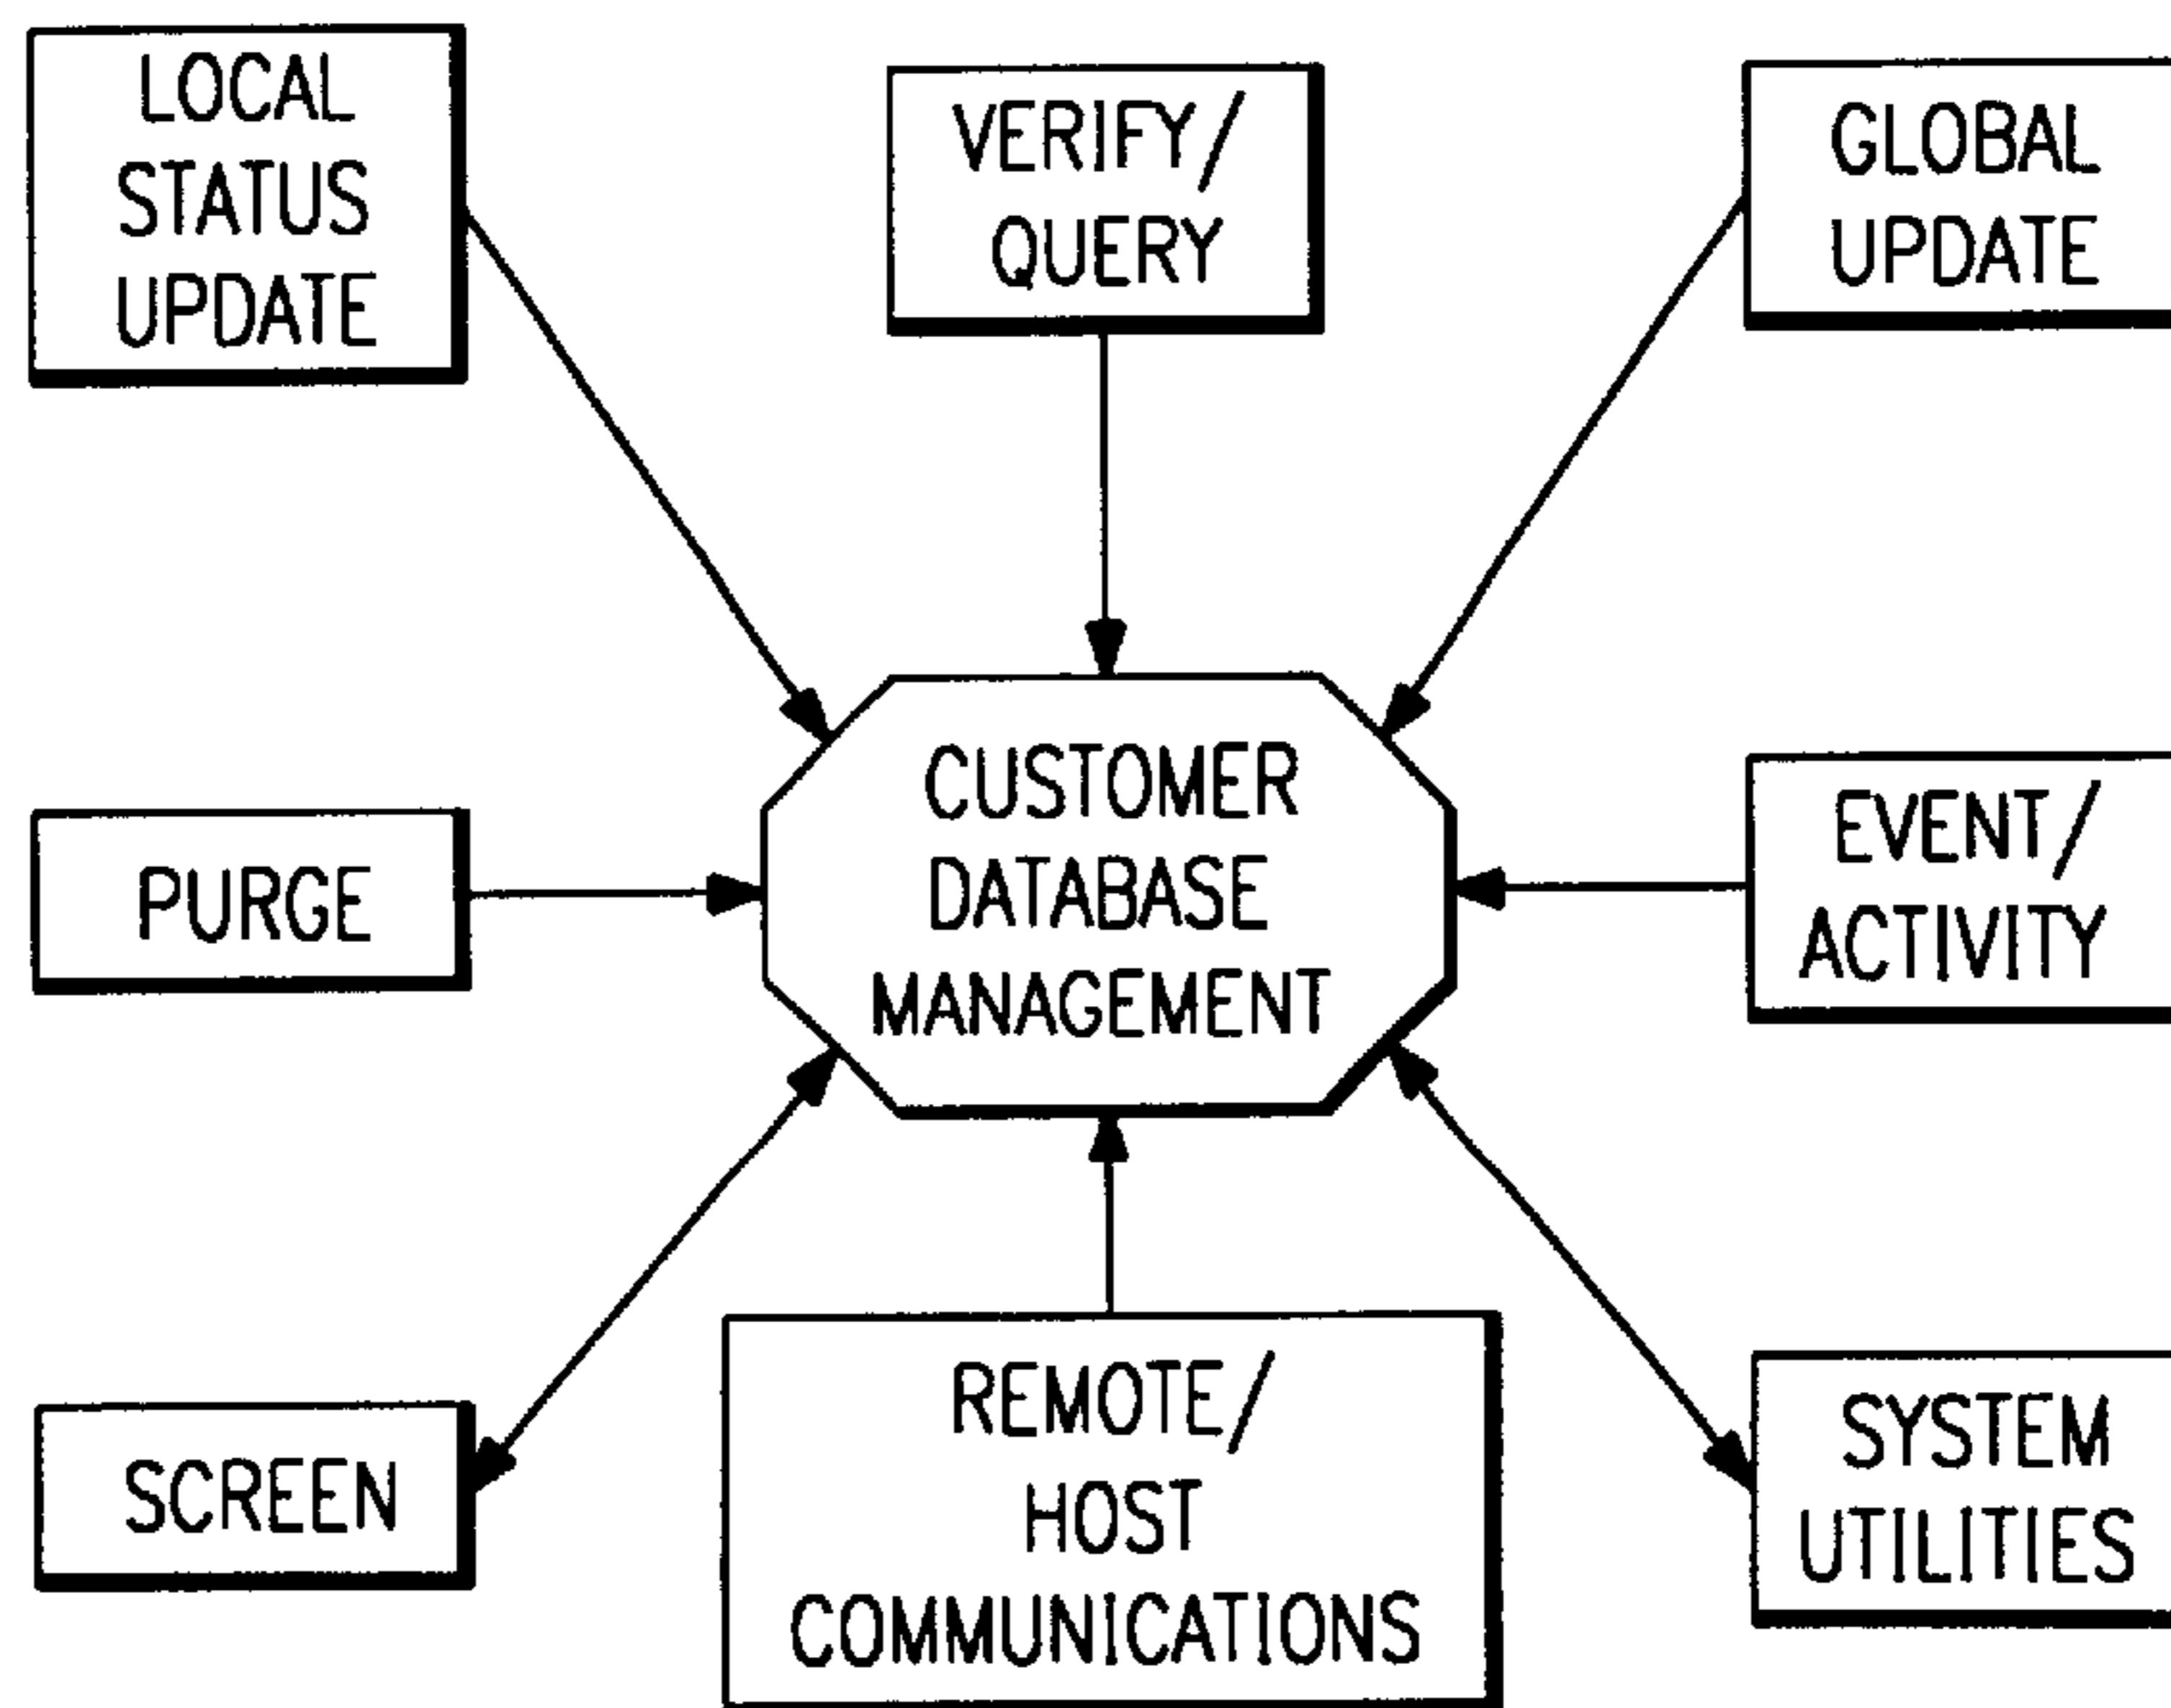 LOCAL
STATUS
UPDATE
VERIFY/
QUERY
GLOBAL
UPDATE
PURGE
CUSTOMER
DATABASE
MANAGEMENT
EVENT/
ACTIVITY
SCREEN
REMOTE/
HOST
COMMUNICATIONS
SYSTEM
UTILITIES